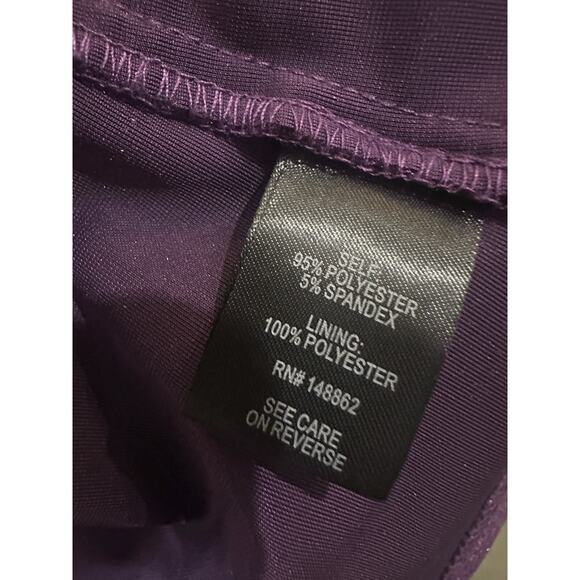 SELF:
95% POLYESTER
5% SPANDEX
LINING:
100% POLYESTER
RN# 148862
SEE CARE
ON REVERSE